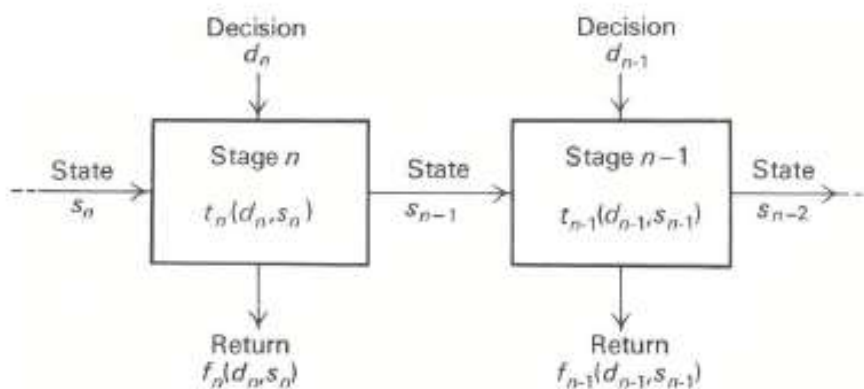 Decision
dₙ
Decision
dₙ₋₁
State
sₙ
Stage n
tₙ(dₙ,sₙ)
State
sₙ₋₁
Stage n–1
tₙ₋₁(dₙ₋₁,sₙ₋₁)
State
sₙ₋₂
Return
fₙ(dₙ,sₙ)
Return
fₙ₋₁(dₙ₋₁,sₙ₋₁)